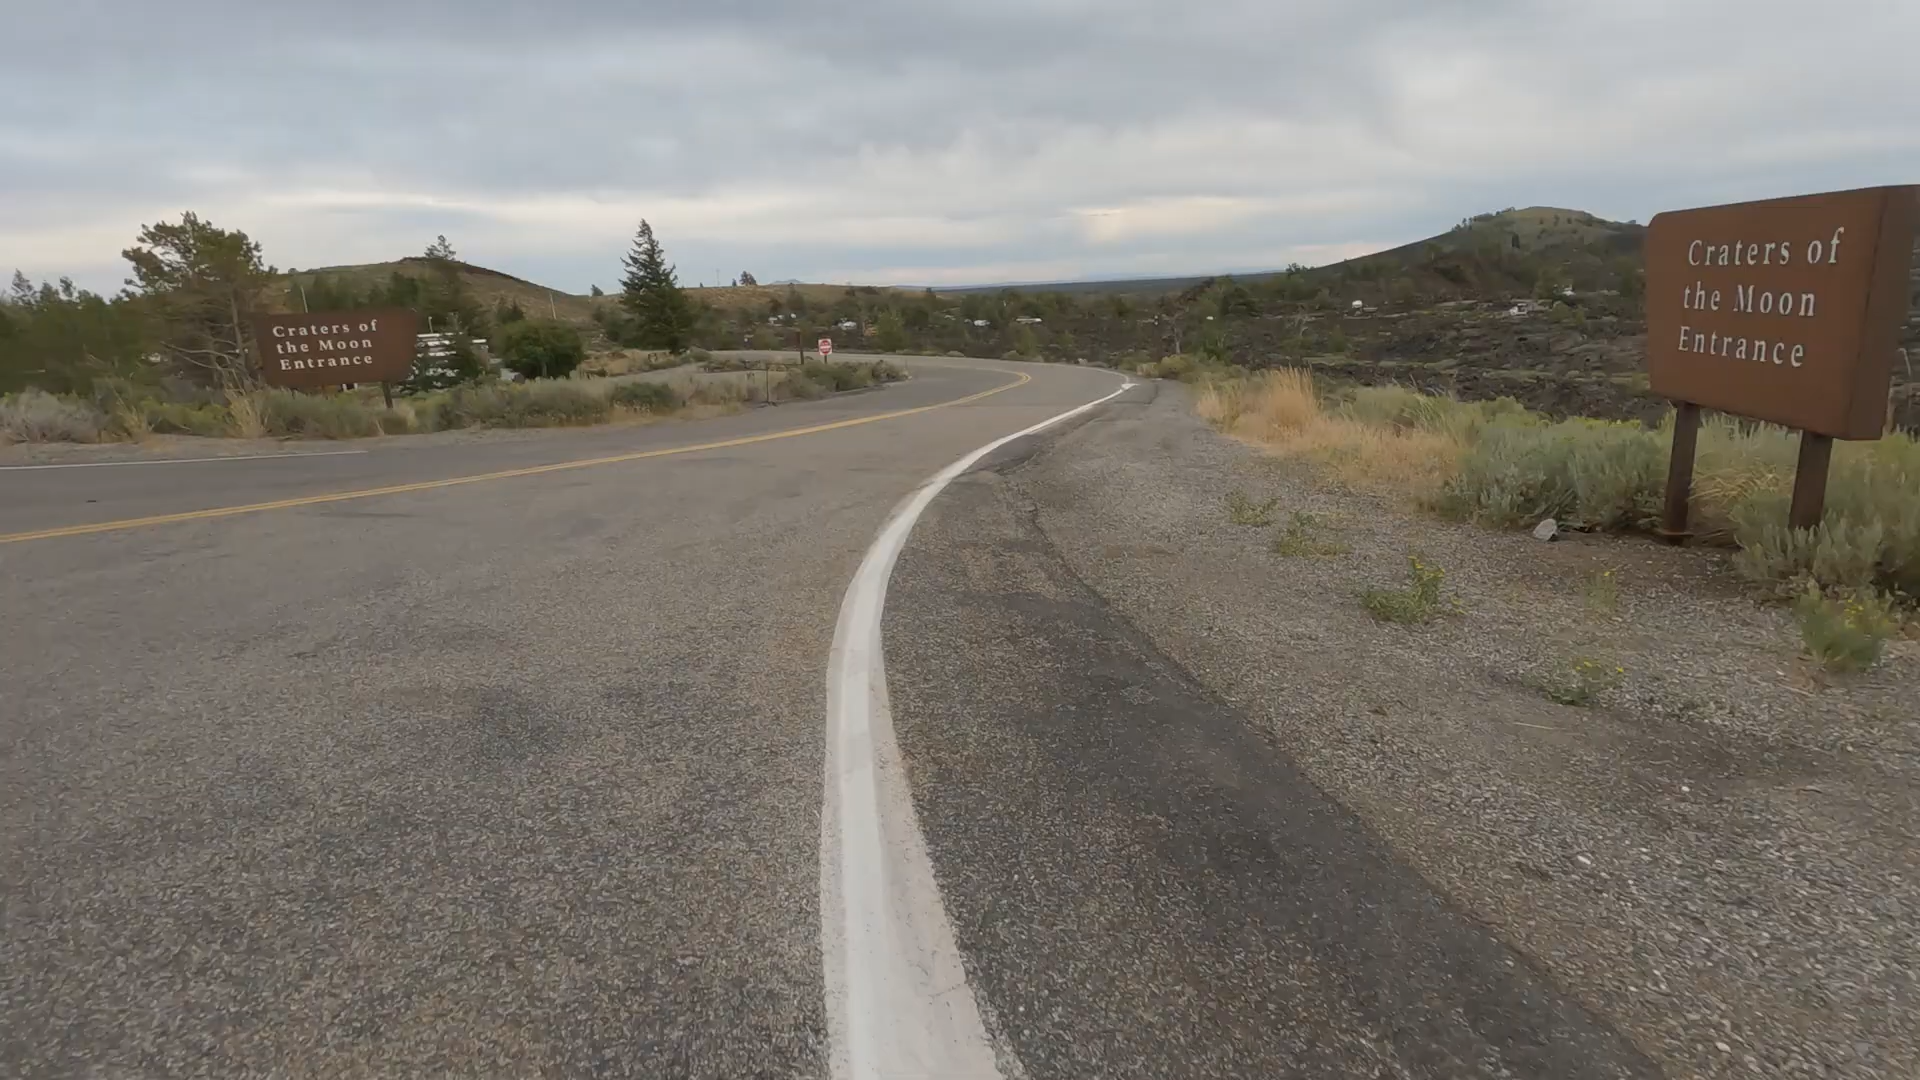 Craters of
the Moon
Entrance
Craters of
the Moon
Entrance